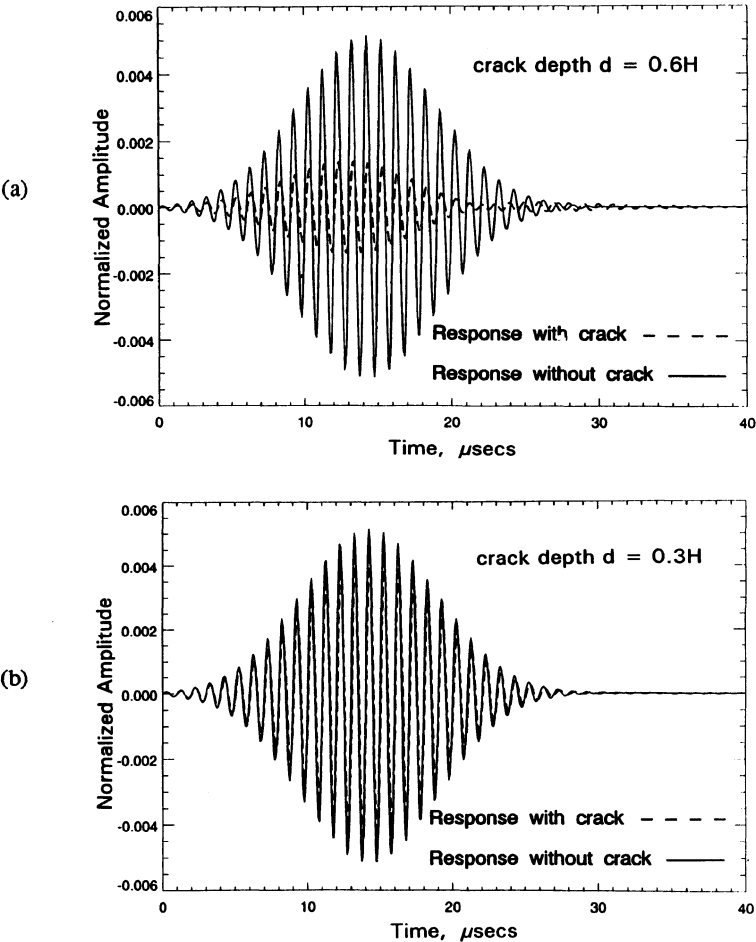 (a)
Normalized Amplitude
0.006
0.004
0.002
0.000
-0.002
-0.004
-0.006
crack depth d = 0.6H
Response with crack
Response without crack
0 10 20 30 40
Time, μsecs
(b)
Normalized Amplitude
0.006
0.004
0.002
0.000
-0.002
-0.004
-0.006
crack depth d = 0.3H
Response with crack
Response without crack
0 10 20 30 40
Time, μsecs